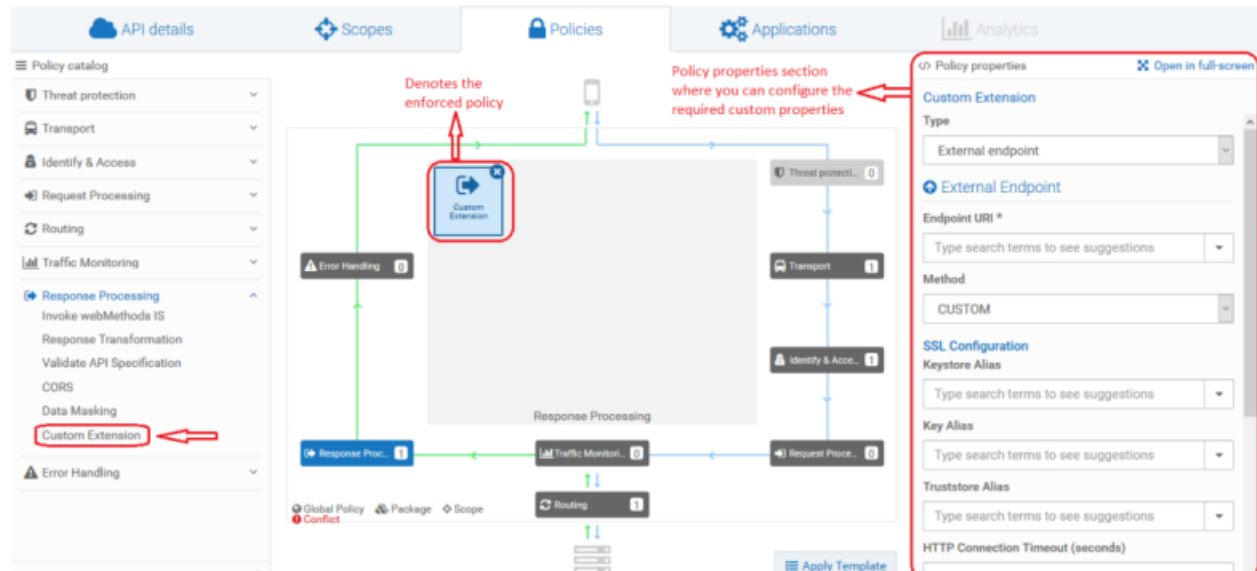 API details
Scopes
Policies
Applications
Analytics
Policy catalog
Threat protection
Transport
Identify & Access
Request Processing
Routing
Traffic Monitoring
Response Processing
Invoke webMethods IS
Response Transformation
Validate API Specification
CORS
Data Masking
Custom Extension
Error Handling
Denotes the
enforced policy
Policy properties section
where you can configure the
required custom properties
Custom
Extension
Threat protecti... 0
Error Handling 0
Transport 1
Identify & Acce... 1
Response Processing
Response Proc... 1
Traffic Monitori... 0
Request Proce... 0
Routing 1
Global Policy Package Scope
Conflict
Apply Template
Policy properties
Open in full-screen
Custom Extension
Type
External endpoint
External Endpoint
Endpoint URI *
Type search terms to see suggestions
Method
CUSTOM
SSL Configuration
Keystore Alias
Type search terms to see suggestions
Key Alias
Type search terms to see suggestions
Truststore Alias
Type search terms to see suggestions
HTTP Connection Timeout (seconds)